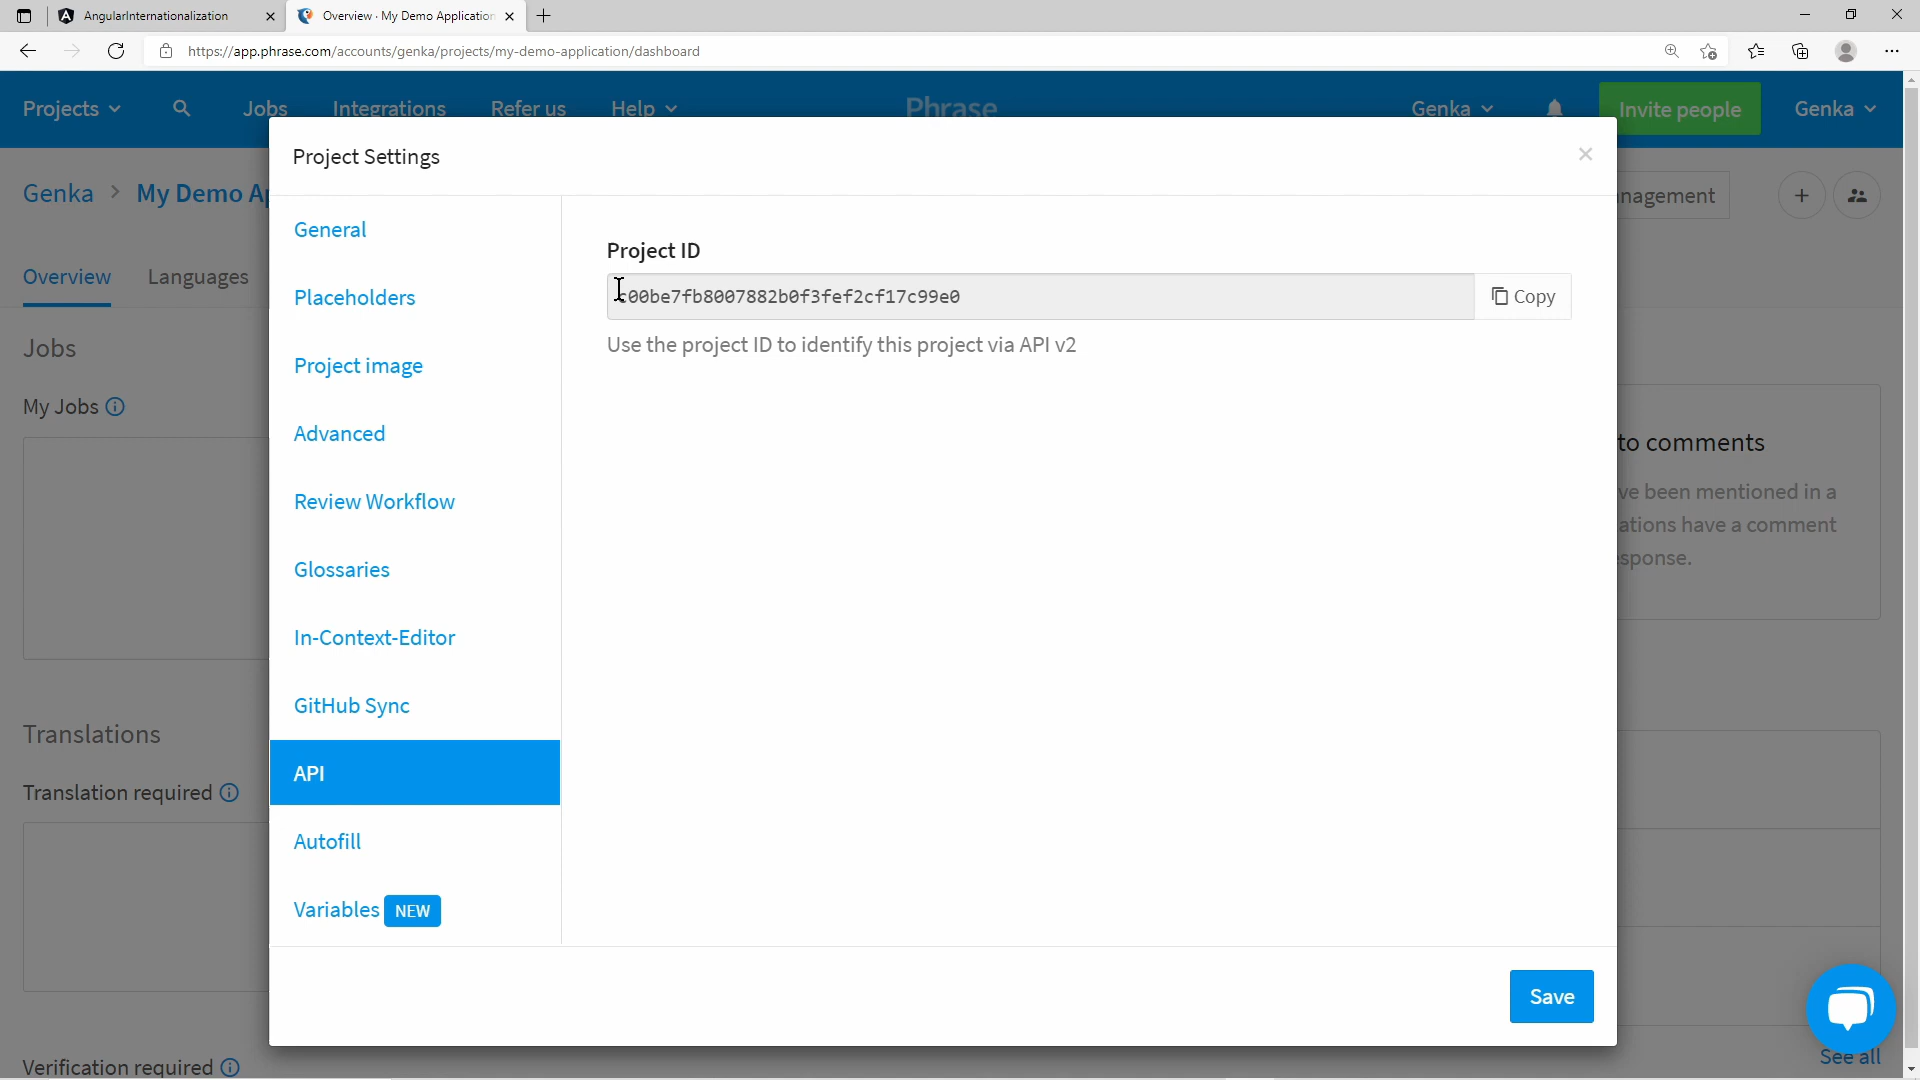 AngularInternationalization
Overview · My Demo Application
https://app.phrase.com/accounts/genka/projects/my-demo-application/dashboard
Projects
Jobs
Integrations
Refer us
Help
Phrase
Genka
Invite people
Genka
Genka > My Demo Ap
nagement
Overview
Languages
Project Settings
General
Placeholders
Project image
Advanced
Review Workflow
Glossaries
In-Context-Editor
GitHub Sync
API
Autofill
Variables NEW
Project ID
c00be7fb8007882b0f3fef2cf17c99e0
Copy
Use the project ID to identify this project via API v2
Save
Jobs
My Jobs
Translations
Translation required
Verification required
to comments
ve been mentioned in a
ations have a comment
sponse.
See all